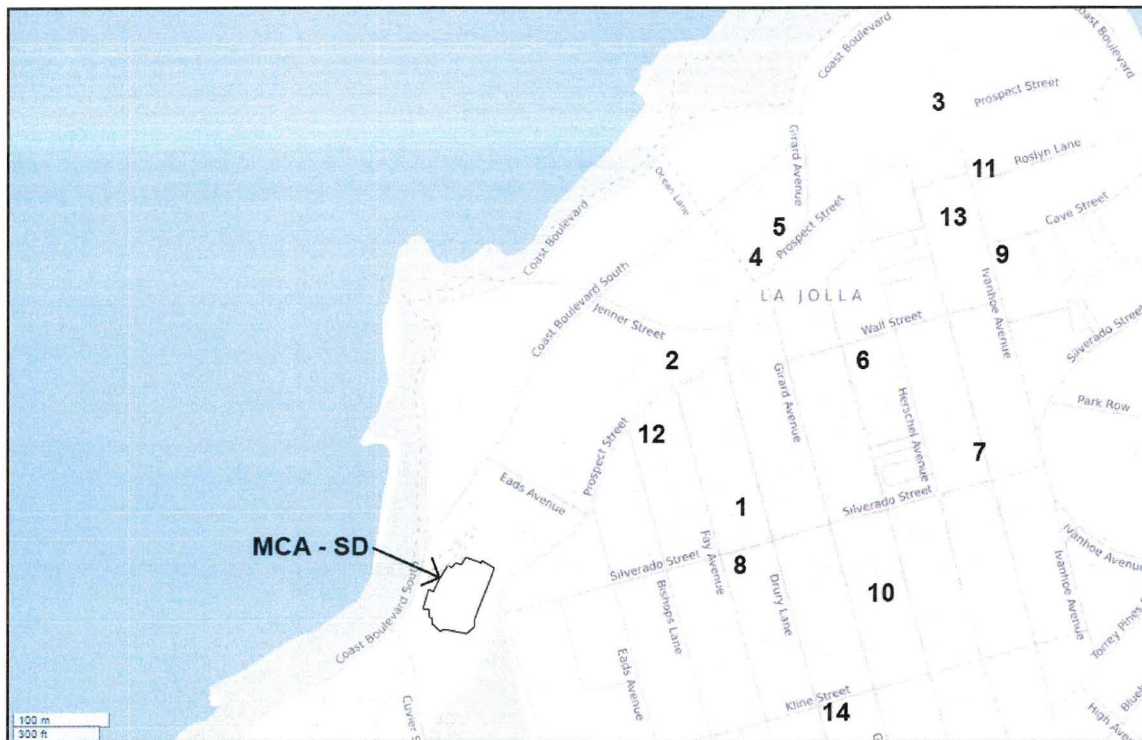 Coast Boulevard
Coast Boulevard
3
Prospect Street
Girard Avenue
11
Roslyn Lane
Ocean Lane
13
Cave Street
Coast Boulevard
5
Prospect Street
4
9
LA JOLLA
Ivanhoe Avenue
Coast Boulevard South
Jenner Street
Wall Street
Silverado Street
2
6
Girard Avenue
Herschel Avenue
Park Row
12
Prospect Street
7
Eads Avenue
1
Silverado Street
MCA - SD
Fay Avenue
Ivanhoe Avenue
Silverado Street
8
Drury Lane
10
Ivanhoe Avenue
Bishops Lane
Coast Boulevard South
Eads Avenue
Torrey Pines
Kline Street
14
Cuvier S
High Aven
Blueb
G
100 m
300 ft